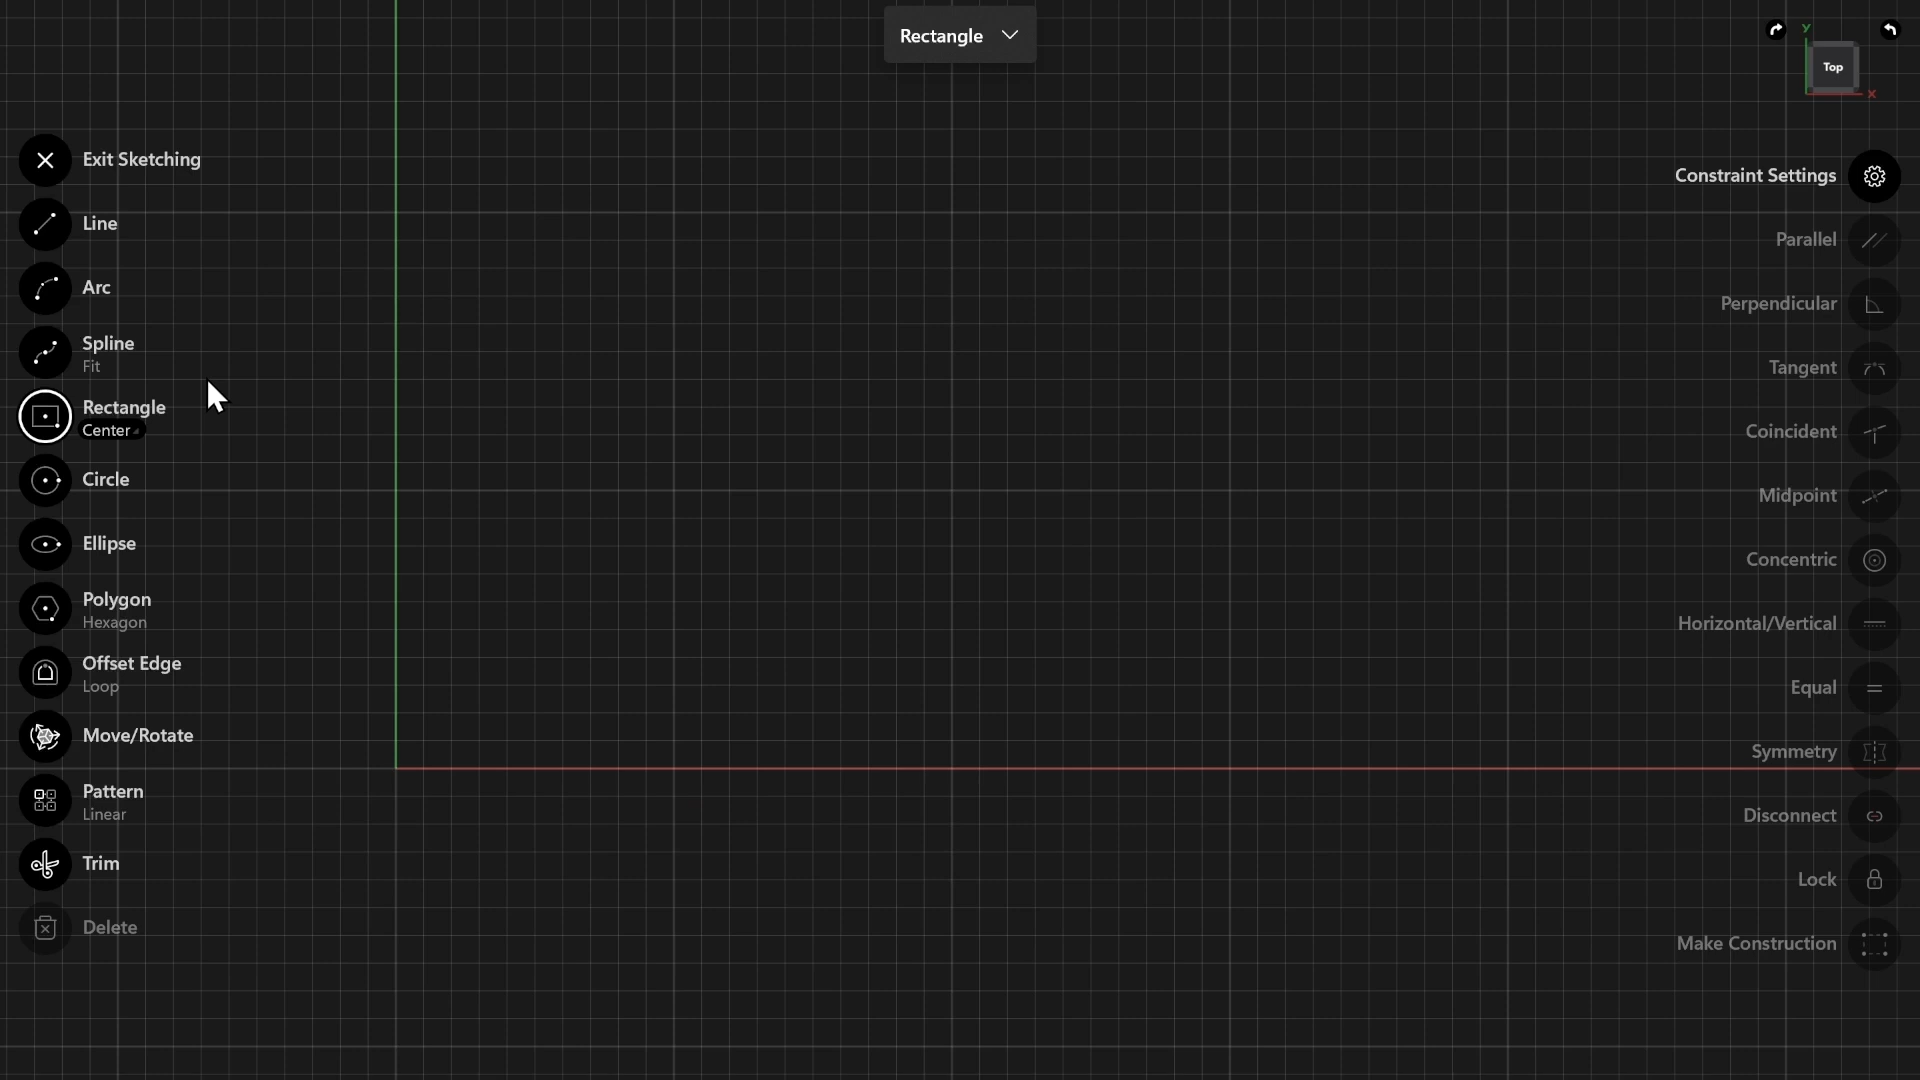 Rectangle
Y
Top
X
Exit Sketching
Line
Arc
Spline
Fit
Rectangle
Center
Circle
Ellipse
Polygon
Hexagon
Offset Edge
Loop
Move/Rotate
Pattern
Linear
Trim
Delete
Constraint Settings
Parallel
Perpendicular
Tangent
Coincident
Midpoint
Concentric
Horizontal/Vertical
Equal
Symmetry
Disconnect
Lock
Make Construction